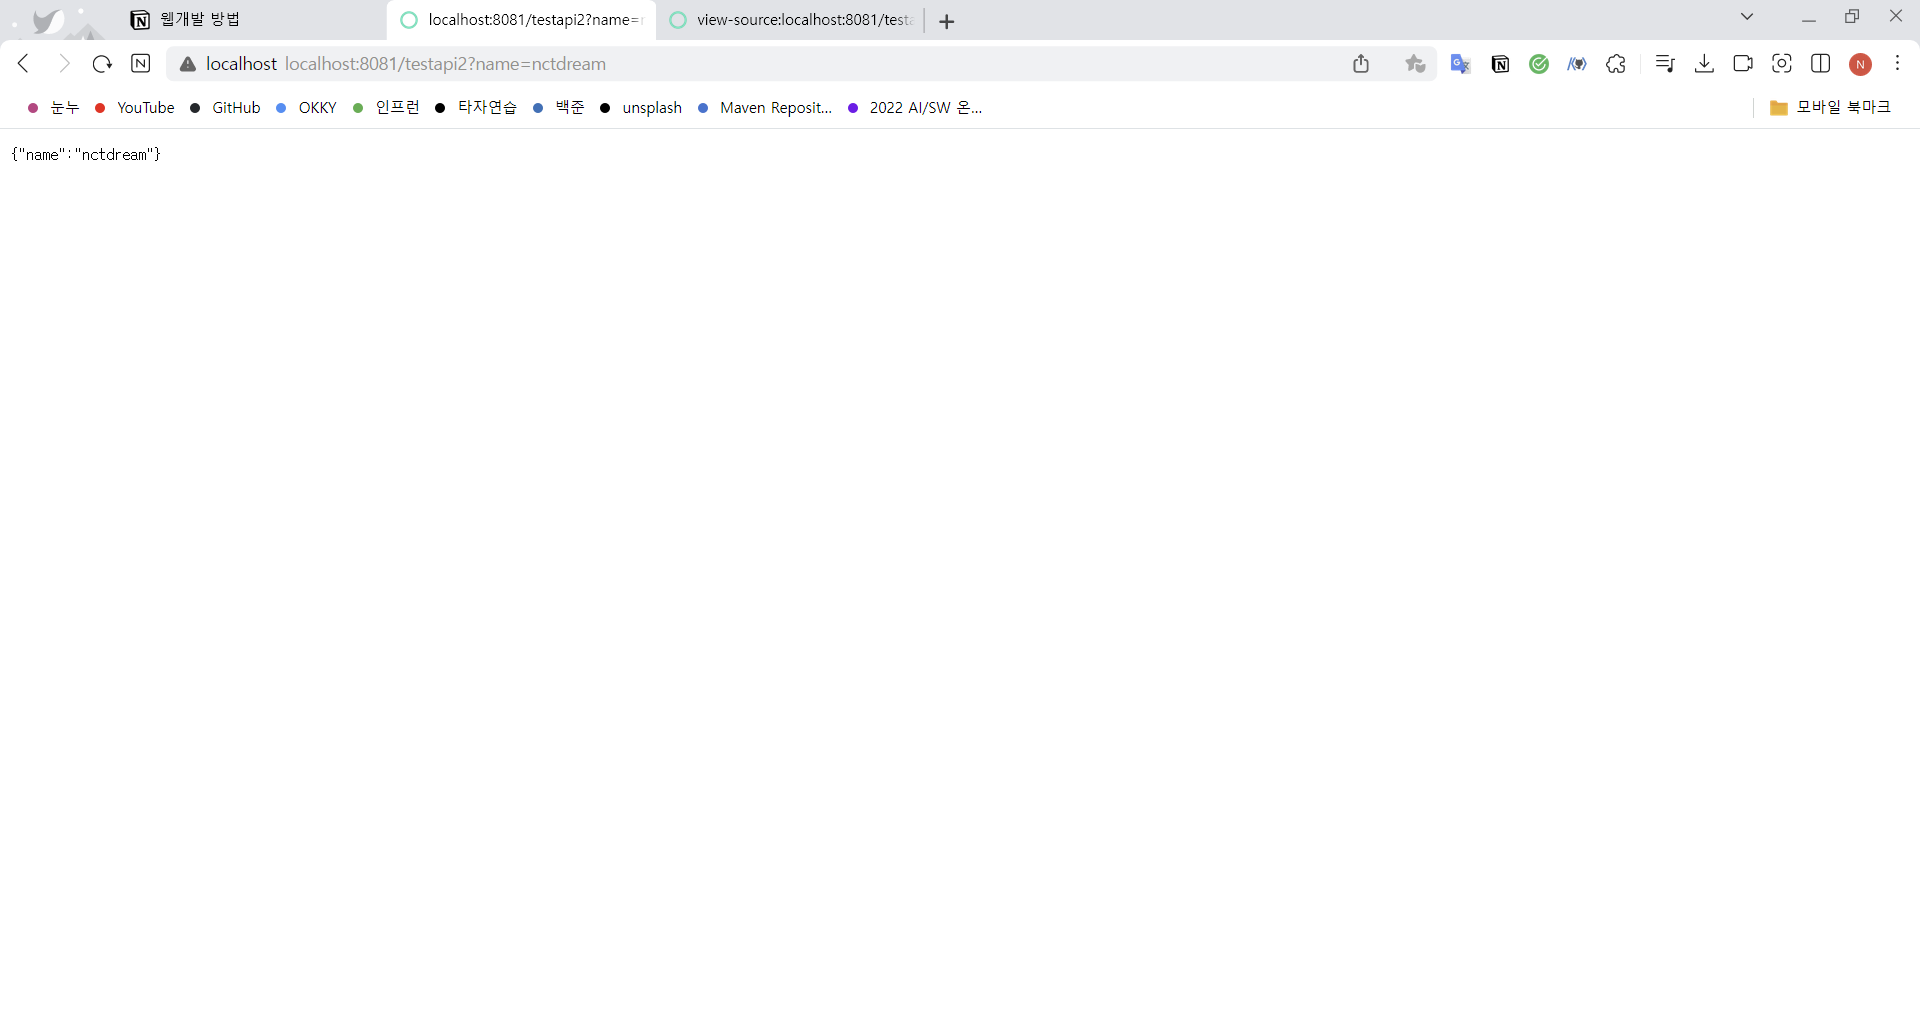 웹개발 방법
localhost:8081/testapi2?name=
view-source:localhost:8081/testa
localhost localhost:8081/testapi2?name=nctdream
N
눈누 YouTube GitHub OKKY 인프런 타자연습 백준 unsplash Maven Reposit... 2022 AI/SW 온... 모바일 북마크
{"name":"nctdream"}